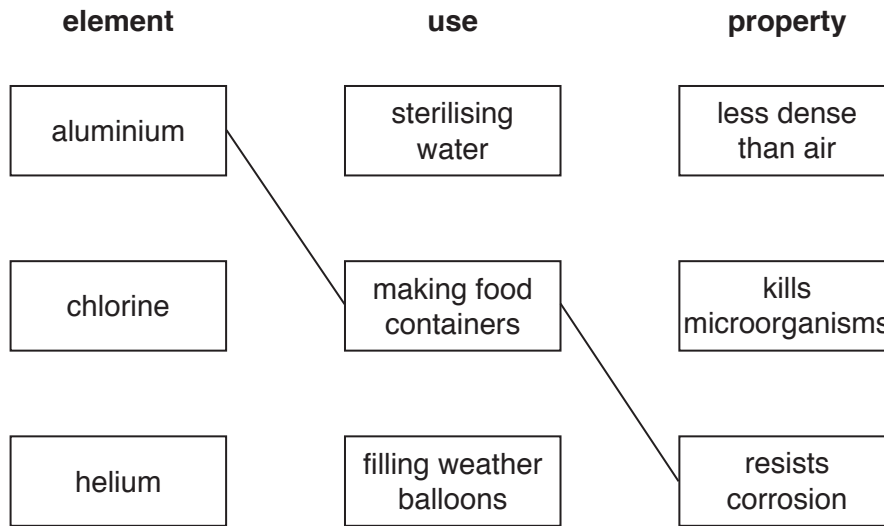 element use property
aluminium
sterilising
water
less dense
than air
chlorine
making food
containers
kills
microorganisms
helium
filling weather
balloons
resists
corrosion